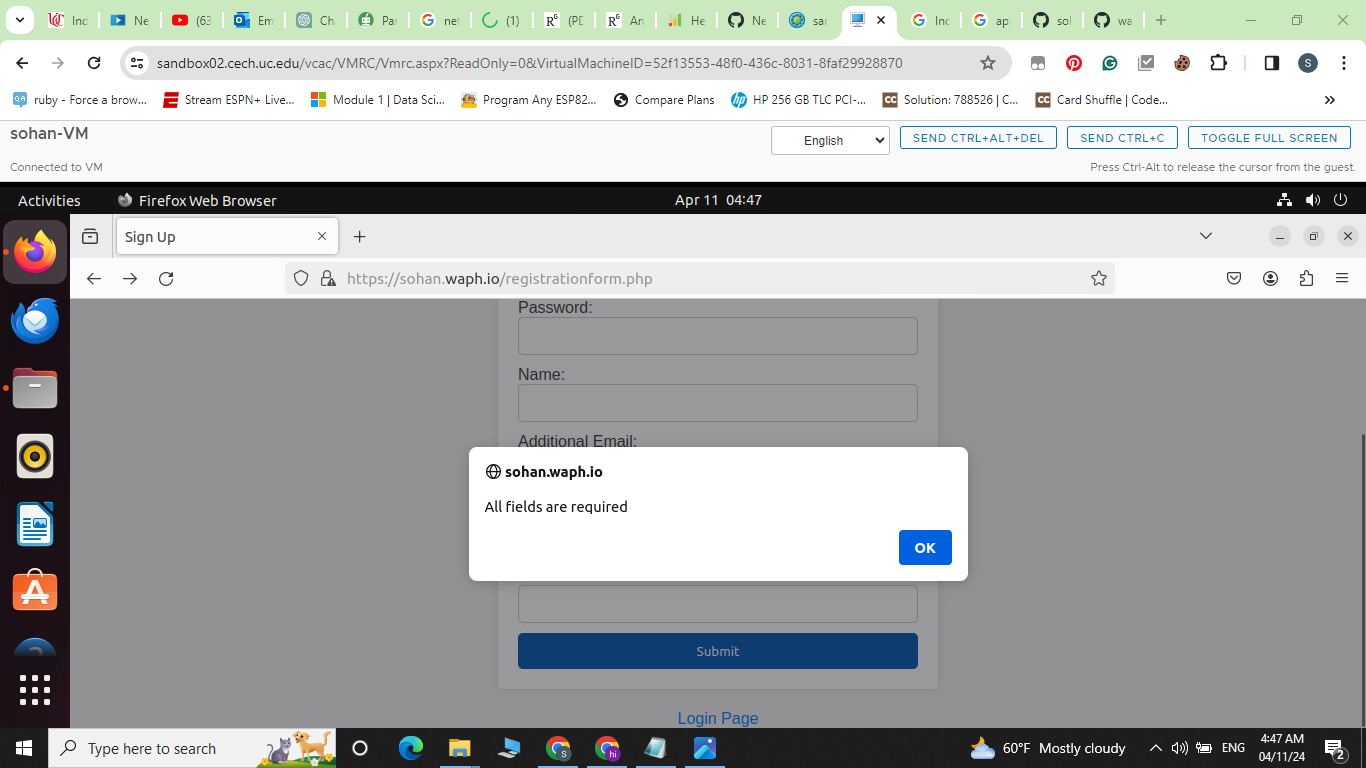 Ind
Ne
(63
Em
Ch
Par
net
(1)
(PD
An
He
Ne
sar
Inc
app
sol
wa
sandbox02.cech.uc.edu/vcac/VMRC/Vmrc.aspx?ReadOnly=0&VirtualMachineID=52f13553-48f0-436c-8031-8faf29928870
S
ruby - Force a brow...
Stream ESPN+ Live...
Module 1 | Data Sci...
Program Any ESP82...
Compare Plans
HP 256 GB TLC PCI-...
CC Solution: 788526 | C...
CC Card Shuffle | Code...
sohan-VM
English
SEND CTRL+ALT+DEL
SEND CTRL+C
TOGGLE FULL SCREEN
Connected to VM
Press Ctrl-Alt to release the cursor from the guest.
Activities
Firefox Web Browser
Apr 11 04:47
Sign Up
https://sohan.waph.io/registrationform.php
Password:
Name:
Additional Email:
sohan.waph.io
All fields are required
OK
Submit
Login Page
Type here to search
60°F Mostly cloudy
ENG
4:47 AM
04/11/24
2